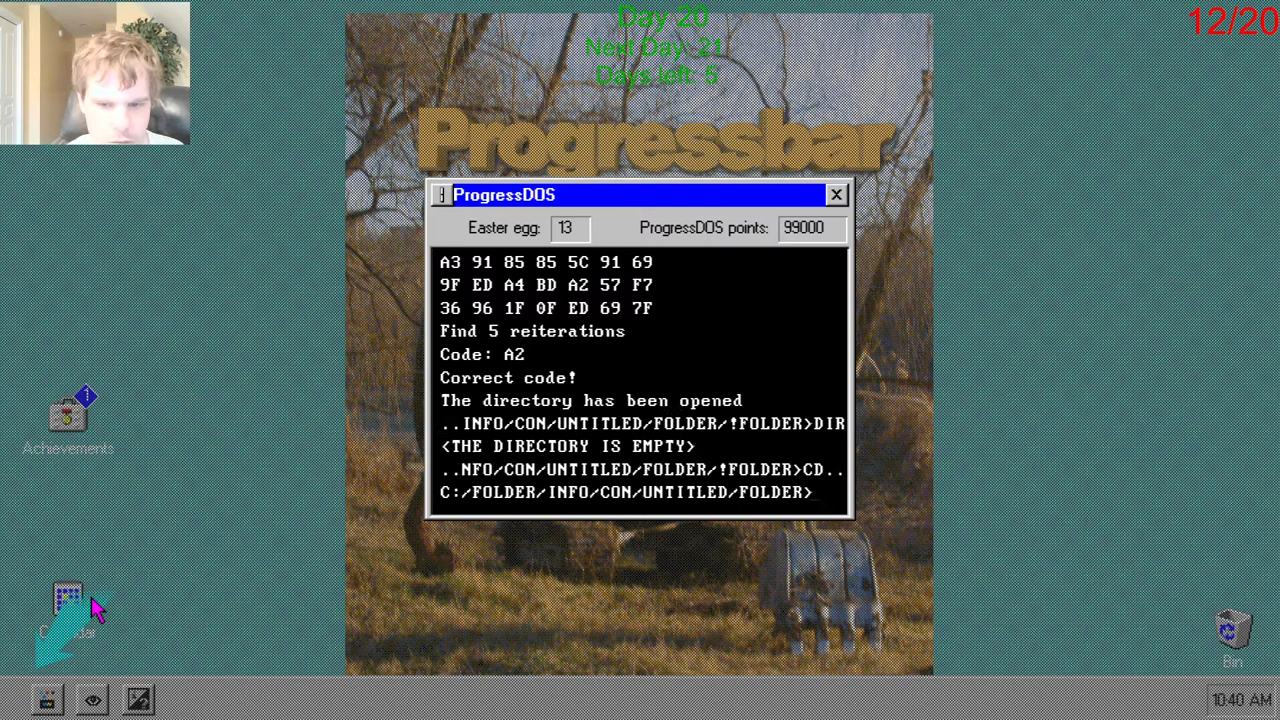 12/20
Day 20
Next Day: 21
Days left: 5
Progressbar
ProgressDOS
Easter egg: 13 ProgressDOS points: 99000
A3 91 85 85 5C 91 69
9F ED A4 BD A2 57 F7
36 96 1F 0F ED 69 7F
Find 5 reiterations
Code: A2
Correct code!
The directory has been opened
..INFO/CON/UNTITLED/FOLDER/!FOLDER>DIR
<THE DIRECTORY IS EMPTY>
..NFO/CON/UNTITLED/FOLDER/!FOLDER>CD..
C:/FOLDER/INFO/CON/UNTITLED/FOLDER>
1
Achievements
Bin
10:40 AM